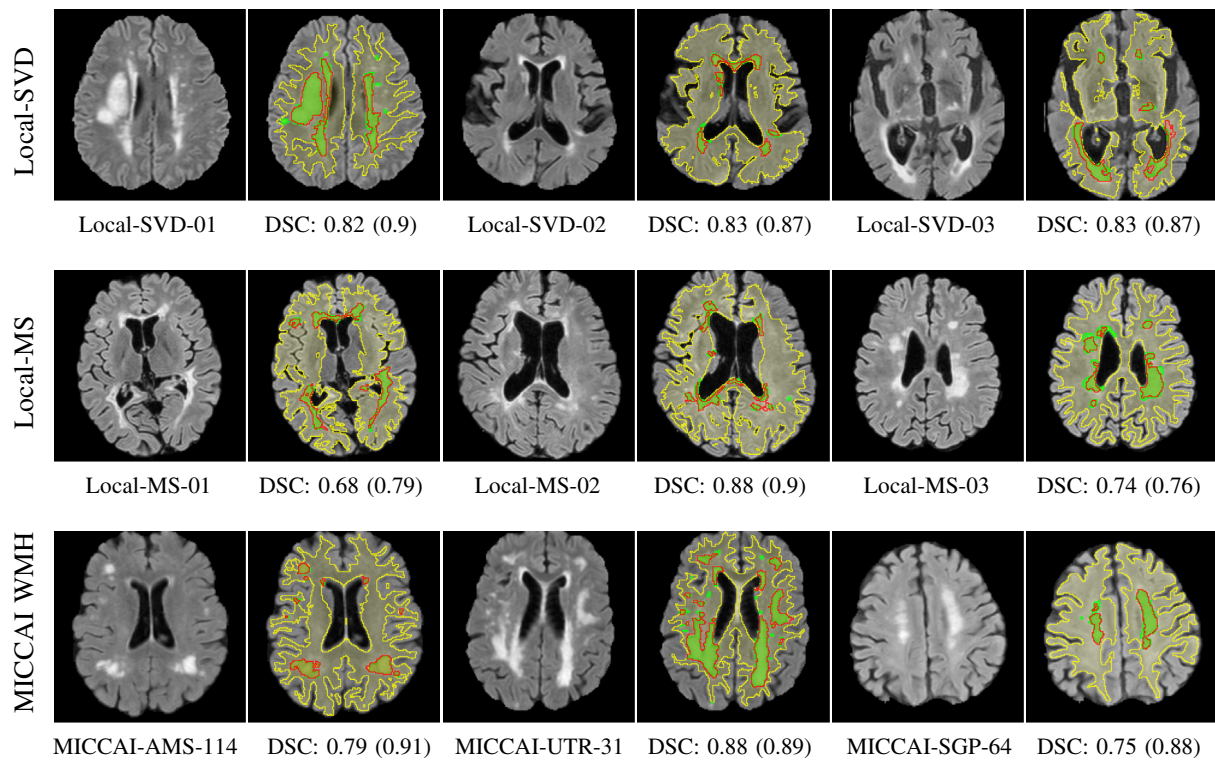 Local-SVD
Local-SVD-01 DSC: 0.82 (0.9) Local-SVD-02 DSC: 0.83 (0.87) Local-SVD-03 DSC: 0.83 (0.87)
Local-MS
Local-MS-01 DSC: 0.68 (0.79) Local-MS-02 DSC: 0.88 (0.9) Local-MS-03 DSC: 0.74 (0.76)
MICCAI WMH
MICCAI-AMS-114 DSC: 0.79 (0.91) MICCAI-UTR-31 DSC: 0.88 (0.89) MICCAI-SGP-64 DSC: 0.75 (0.88)